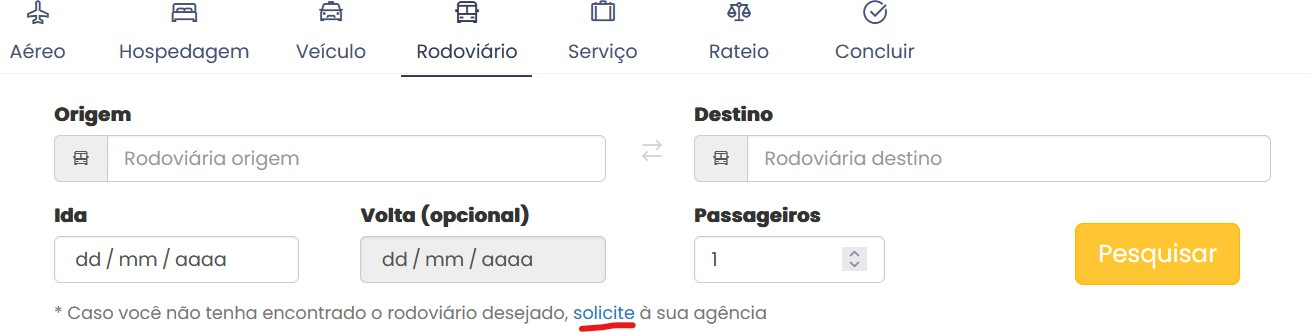 Aéreo Hospedagem Veículo Rodoviário Serviço Rateio Concluir
Origem Destino
Rodoviária origem Rodoviária destino
Ida Volta (opcional) Passageiros
dd / mm / aaaa dd / mm / aaaa 1 Pesquisar
* Caso você não tenha encontrado o rodoviário desejado, solicite à sua agência